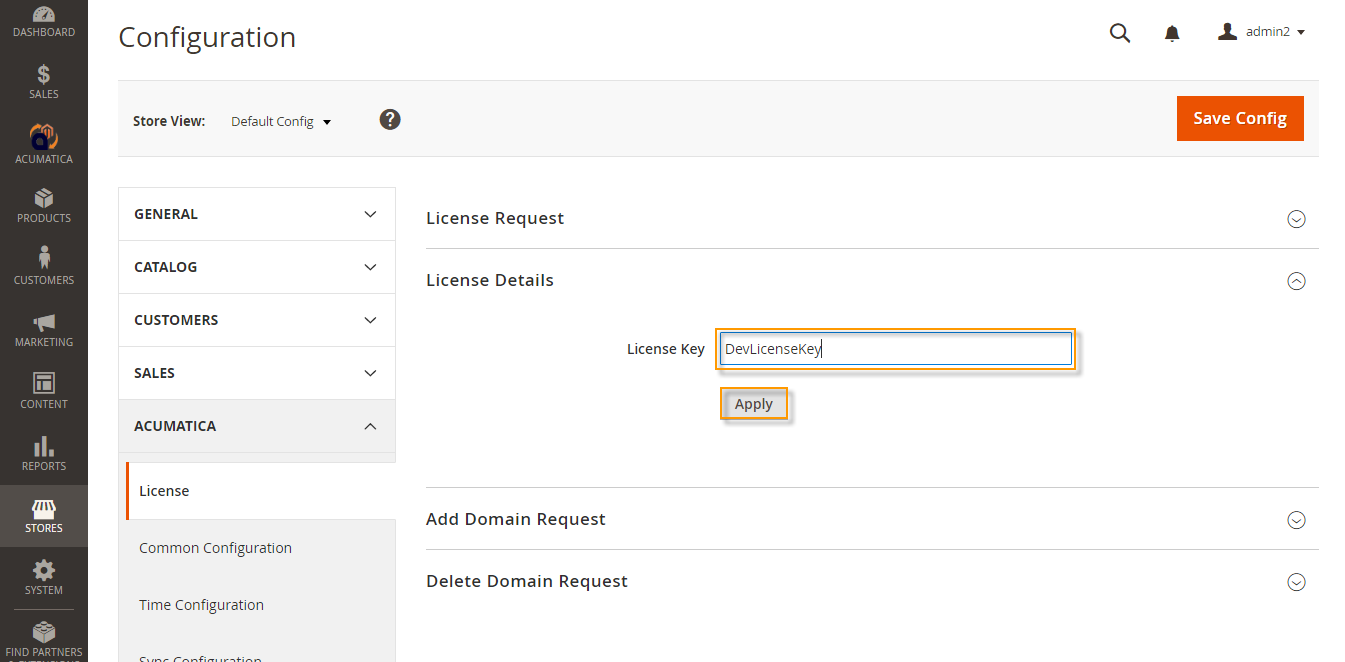 DASHBOARD
SALES
ACUMATICA
PRODUCTS
CUSTOMERS
MARKETING
CONTENT
REPORTS
STORES
SYSTEM
FIND PARTNERS
& EXTENSIONS
Configuration
admin2
Store View: Default Config ?
Save Config
GENERAL
CATALOG
CUSTOMERS
SALES
ACUMATICA
License
Common Configuration
Time Configuration
Sync Configuration
License Request
License Details
License Key DevLicenseKey
Apply
Add Domain Request
Delete Domain Request